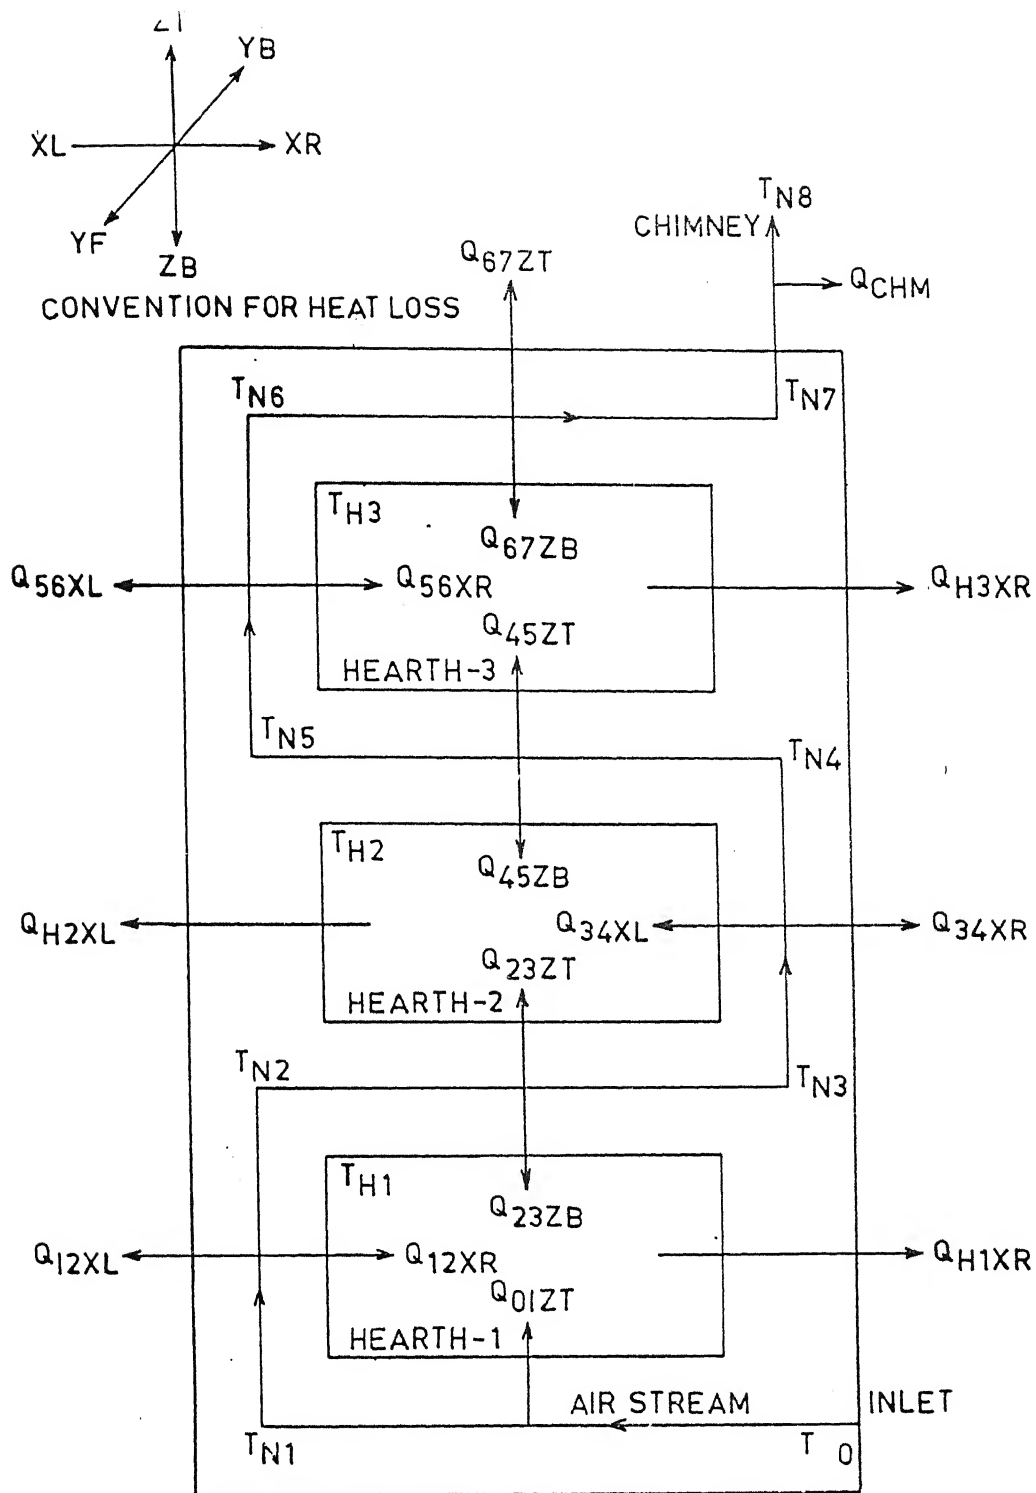 YB
XL XR
YF
ZB
CONVENTION FOR HEAT LOSS
TN8
CHIMNEY
Q67ZT
QCHM
TN6 TN7
TH3
Q67ZB
Q56XL Q56XR QH3XR
Q45ZT
HEARTH-3
TN5 TN4
TH2
Q45ZB
QH2XL Q34XL Q34XR
Q23ZT
HEARTH-2
TN2 TN3
TH1
Q23ZB
Q12XL Q12XR QH1XR
Q01ZT
HEARTH-1
AIR STREAM INLET
TN1 T0